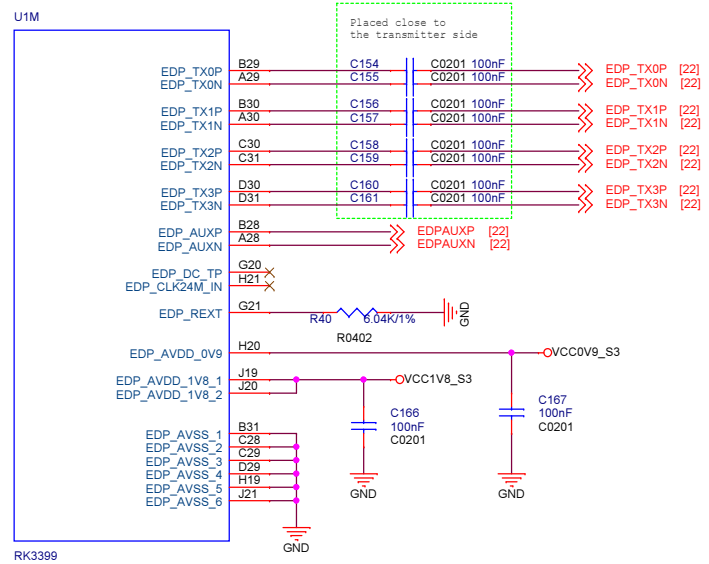 U1M
Placed close to
the transmitter side
EDP_TX0P B29 C154 C0201 100nF EDP_TX0P [22]
EDP_TX0N A29 C155 C0201 100nF EDP_TX0N [22]
EDP_TX1P B30 C156 C0201 100nF EDP_TX1P [22]
EDP_TX1N A30 C157 C0201 100nF EDP_TX1N [22]
EDP_TX2P C30 C158 C0201 100nF EDP_TX2P [22]
EDP_TX2N C31 C159 C0201 100nF EDP_TX2N [22]
EDP_TX3P D30 C160 C0201 100nF EDP_TX3P [22]
EDP_TX3N D31 C161 C0201 100nF EDP_TX3N [22]
EDP_AUXP B28 EDPAUXP [22]
EDP_AUXN A28 EDPAUXN [22]
EDP_DC_TP G20
EDP_CLK24M_IN H21
EDP_REXT G21 R40 6.04K/1% GND
R0402
EDP_AVDD_0V9 H20 VCC0V9_S3
EDP_AVDD_1V8_1 J19 VCC1V8_S3
EDP_AVDD_1V8_2 J20
C166
100nF
C0201
GND
C167
100nF
C0201
GND
EDP_AVSS_1 B31
EDP_AVSS_2 C28
EDP_AVSS_3 C29
EDP_AVSS_4 D29
EDP_AVSS_5 H19
EDP_AVSS_6 J21
GND
RK3399